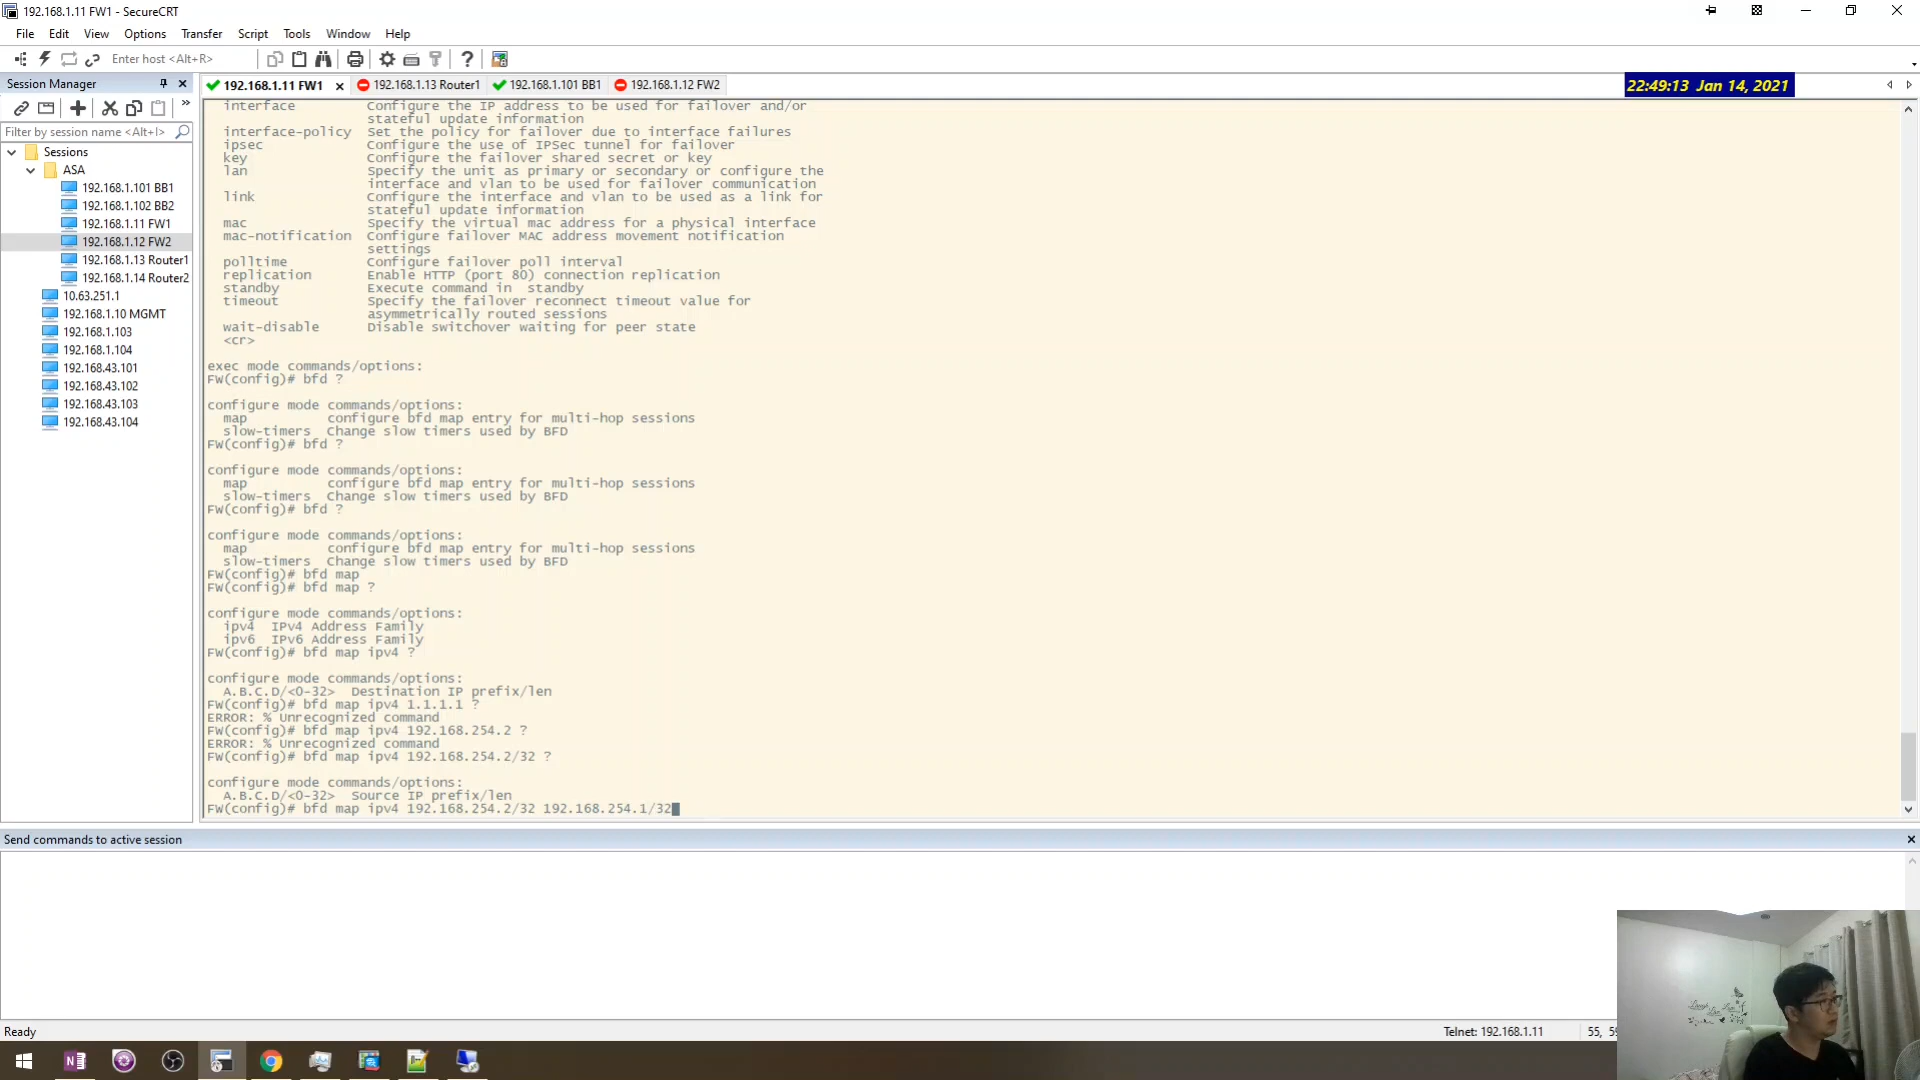 192.168.1.11 FW1 - SecureCRT
File Edit View Options Transfer Script Tools Window Help
Enter host <Alt+R>
Session Manager
192.168.1.11 FW1 192.168.1.13 Router1 192.168.1.101 BB1 192.168.1.12 FW2
22:49:13 Jan 14, 2021
Filter by session name <Alt+I>
Sessions
ASA
192.168.1.101 BB1
192.168.1.102 BB2
192.168.1.11 FW1
192.168.1.12 FW2
192.168.1.13 Router1
192.168.1.14 Router2
10.63.251.1
192.168.1.10 MGMT
192.168.1.103
192.168.1.104
192.168.43.101
192.168.43.102
192.168.43.103
192.168.43.104
interface Configure the IP address to be used for failover and/or
stateful update information
interface-policy Set the policy for failover due to interface failures
ipsec Configure the use of IPSec tunnel for failover
key Configure the failover shared secret or key
lan Specify the unit as primary or secondary or configure the
interface and vlan to be used for failover communication
link Configure the interface and vlan to be used as a link for
stateful update information
mac Specify the virtual mac address for a physical interface
mac-notification Configure failover MAC address movement notification
settings
polltime Configure failover poll interval
replication Enable HTTP (port 80) connection replication
standby Execute command in standby
timeout Specify the failover reconnect timeout value for
asymmetrically routed sessions
wait-disable Disable switchover waiting for peer state
<cr>
exec mode commands/options:
FW(config)# bfd ?
configure mode commands/options:
map configure bfd map entry for multi-hop sessions
slow-timers Change slow timers used by BFD
FW(config)# bfd ?
configure mode commands/options:
map configure bfd map entry for multi-hop sessions
slow-timers Change slow timers used by BFD
FW(config)# bfd ?
configure mode commands/options:
map configure bfd map entry for multi-hop sessions
slow-timers Change slow timers used by BFD
FW(config)# bfd map
FW(config)# bfd map ?
configure mode commands/options:
ipv4 IPv4 Address Family
ipv6 IPv6 Address Family
FW(config)# bfd map ipv4 ?
configure mode commands/options:
A.B.C.D/<0-32> Destination IP prefix/len
FW(config)# bfd map ipv4 1.1.1.1 ?
ERROR: % Unrecognized command
FW(config)# bfd map ipv4 192.168.254.2 ?
ERROR: % Unrecognized command
FW(config)# bfd map ipv4 192.168.254.2/32 ?
configure mode commands/options:
A.B.C.D/<0-32> Source IP prefix/len
FW(config)# bfd map ipv4 192.168.254.2/32 192.168.254.1/32
Send commands to active session
Ready
Telnet: 192.168.1.11
55,